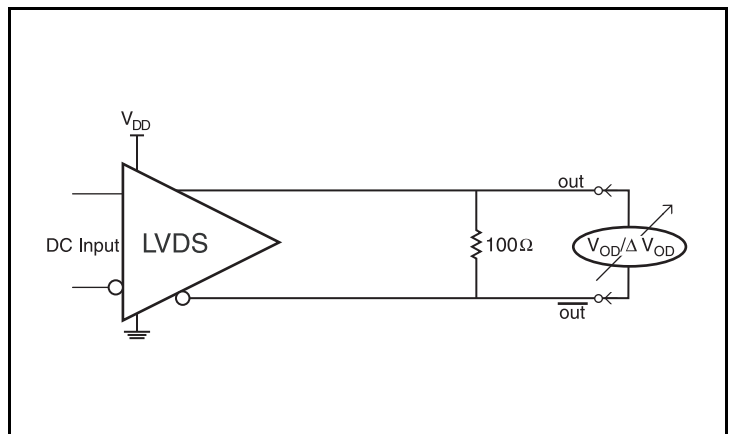 VDD
out
DC Input
LVDS
100Ω
VOD/Δ VOD
out